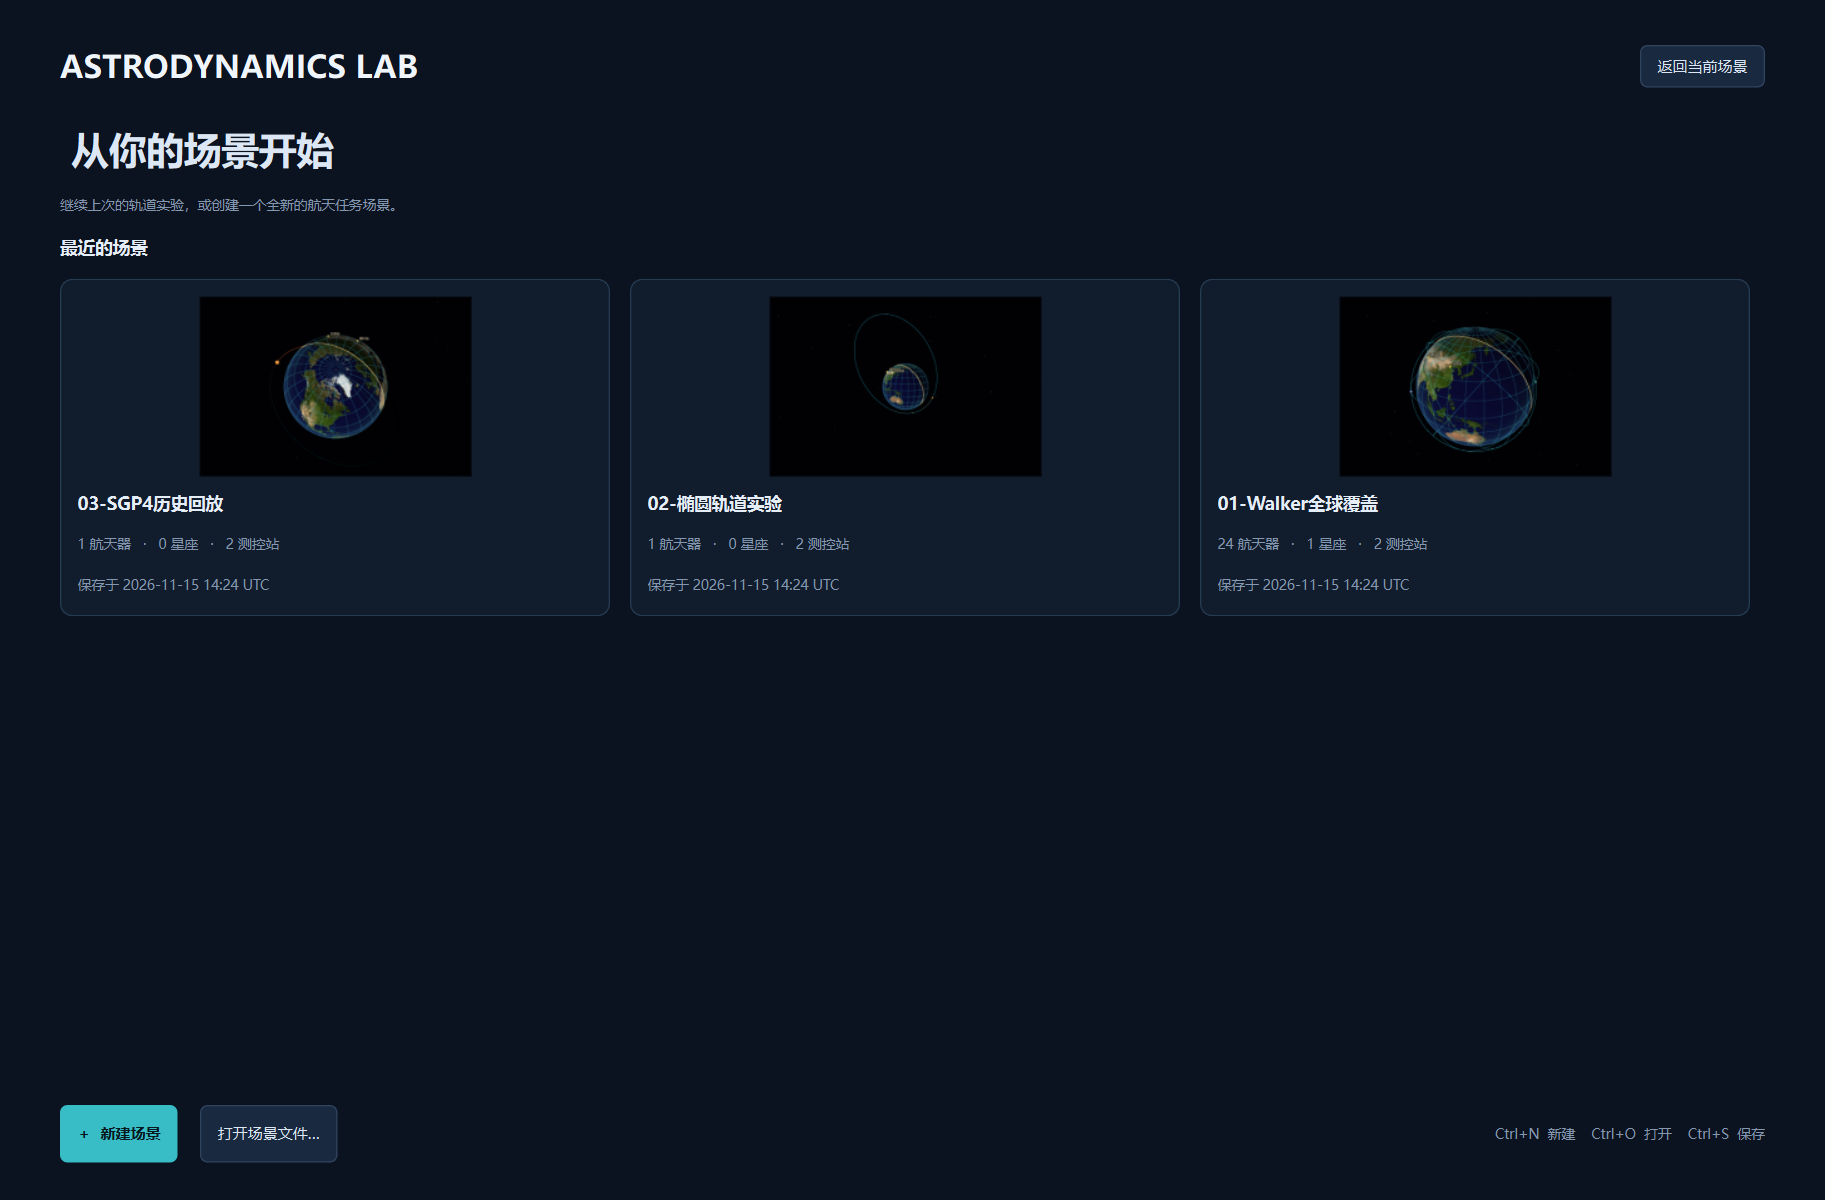 ASTRODYNAMICS LAB
返回当前场景
从你的场景开始
继续上次的轨道实验，或创建一个全新的航天任务场景。
最近的场景
03-SGP4历史回放
1 航天器 · 0 星座 · 2 测控站
保存于 2026-11-15 14:24 UTC
02-椭圆轨道实验
1 航天器 · 0 星座 · 2 测控站
保存于 2026-11-15 14:24 UTC
01-Walker全球覆盖
24 航天器 · 1 星座 · 2 测控站
保存于 2026-11-15 14:24 UTC
+ 新建场景
打开场景文件...
Ctrl+N 新建 Ctrl+O 打开 Ctrl+S 保存